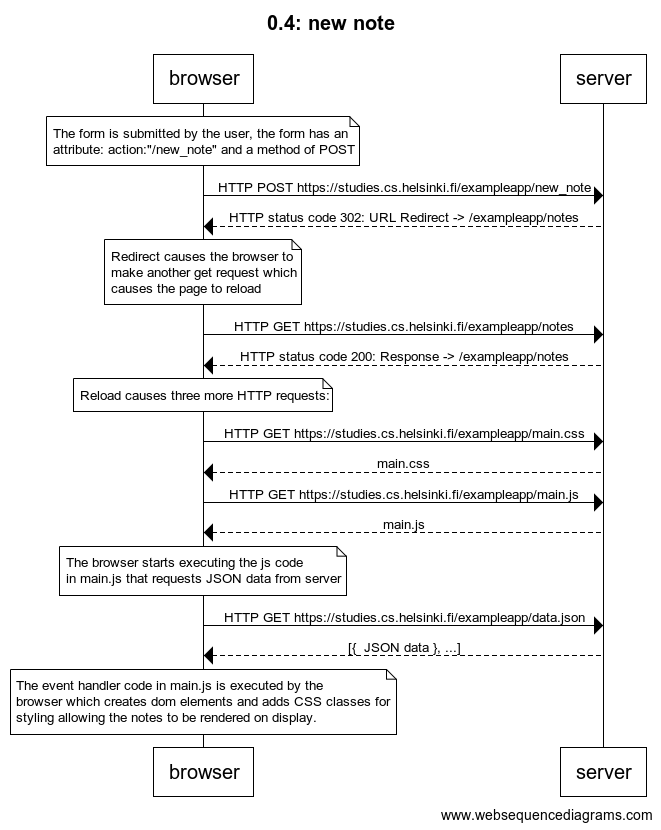 0.4: new note
browser
server
The form is submitted by the user, the form has an
attribute: action:"/new_note" and a method of POST
HTTP POST https://studies.cs.helsinki.fi/exampleapp/new_note
HTTP status code 302: URL Redirect -> /exampleapp/notes
Redirect causes the browser to
make another get request which
causes the page to reload
HTTP GET https://studies.cs.helsinki.fi/exampleapp/notes
HTTP status code 200: Response -> /exampleapp/notes
Reload causes three more HTTP requests:
HTTP GET https://studies.cs.helsinki.fi/exampleapp/main.css
main.css
HTTP GET https://studies.cs.helsinki.fi/exampleapp/main.js
main.js
The browser starts executing the js code
in main.js that requests JSON data from server
HTTP GET https://studies.cs.helsinki.fi/exampleapp/data.json
[{  JSON data }, ...]
The event handler code in main.js is executed by the
browser which creates dom elements and adds CSS classes for
styling allowing the notes to be rendered on display.
browser
server
www.websequencediagrams.com